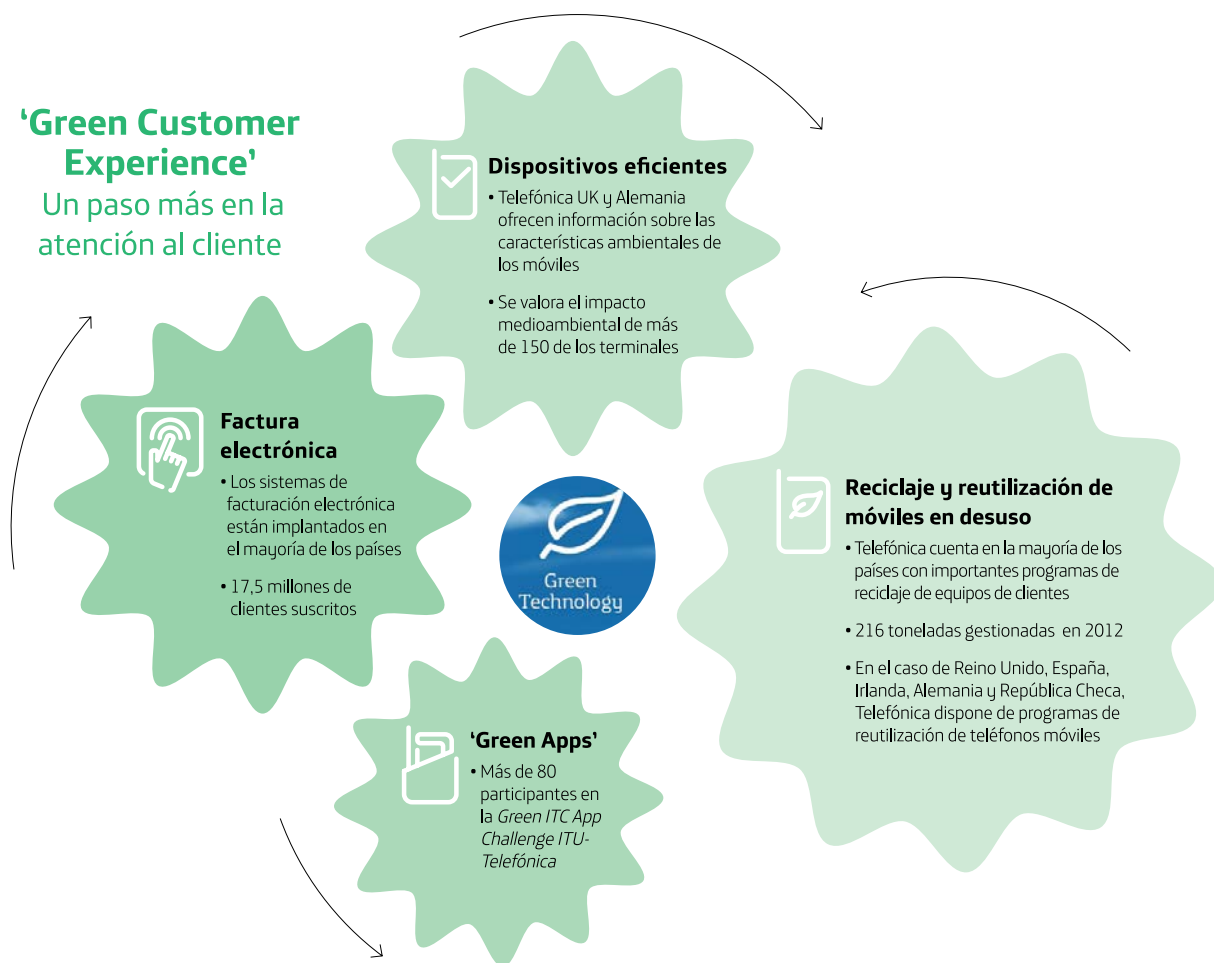 ‘Green Customer
Experience’
Un paso más en la
atención al cliente
Dispositivos eficientes
• Telefónica UK y Alemania
ofrecen información sobre las
características ambientales de
los móviles
• Se valora el impacto
medioambiental de más
de 150 de los terminales
Factura
electrónica
• Los sistemas de
facturación electrónica
están implantados en
el mayoría de los países
• 17,5 millones de
clientes suscritos
Green
Technology
Reciclaje y reutilización de
móviles en desuso
• Telefónica cuenta en la mayoría de los
países con importantes programas de
reciclaje de equipos de clientes
• 216 toneladas gestionadas en 2012
• En el caso de Reino Unido, España,
Irlanda, Alemania y República Checa,
Telefónica dispone de programas de
reutilización de teléfonos móviles
‘Green Apps’
• Más de 80
participantes en
la Green ITC App
Challenge ITU-
Telefónica